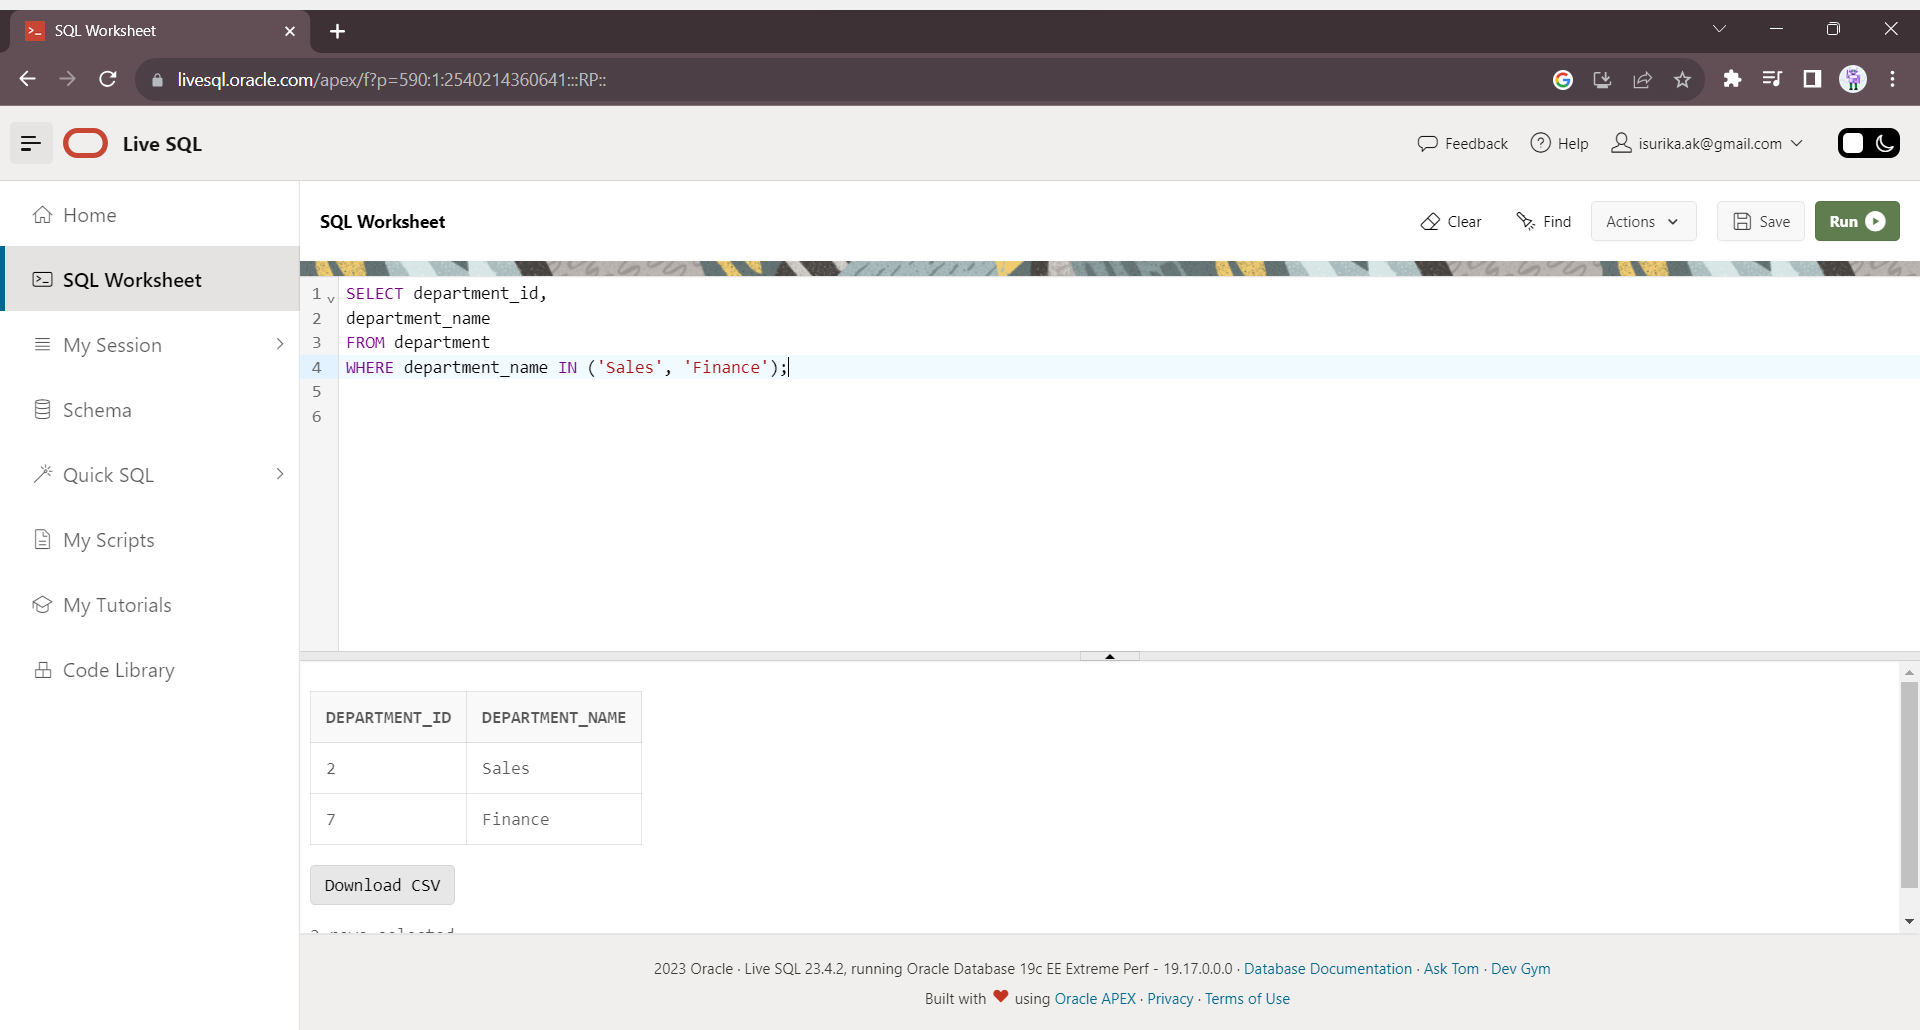 SQL Worksheet
livesql.oracle.com/apex/f?p=590:1:2540214360641:::RP::
Live SQL
Feedback
Help
isurika.ak@gmail.com
Home
SQL Worksheet
My Session
Schema
Quick SQL
My Scripts
My Tutorials
Code Library
SQL Worksheet
Clear
Find
Actions
Save
Run
1 SELECT department_id,
2 department_name
3 FROM department
4 WHERE department_name IN ('Sales', 'Finance');
5
6
DEPARTMENT_ID DEPARTMENT_NAME
2 Sales
7 Finance
Download CSV
2 rows selected
2023 Oracle · Live SQL 23.4.2, running Oracle Database 19c EE Extreme Perf - 19.17.0.0.0 · Database Documentation · Ask Tom · Dev Gym
Built with ❤ using Oracle APEX · Privacy · Terms of Use